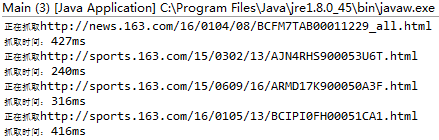 Main (3) [Java Application] C:\Program Files\Java\jre1.8.0_45\bin\javaw.exe
正在抓取http://news.163.com/16/0104/08/BCFM7TAB00011229_all.html
抓取时间: 427ms
正在抓取http://sports.163.com/15/0302/13/AJN4RHS900053U6T.html
抓取时间: 240ms
正在抓取http://sports.163.com/15/0609/16/ARMD17K900050A3F.html
抓取时间: 316ms
正在抓取http://sports.163.com/16/0105/13/BCIPI0FH00051CA1.html
抓取时间: 416ms